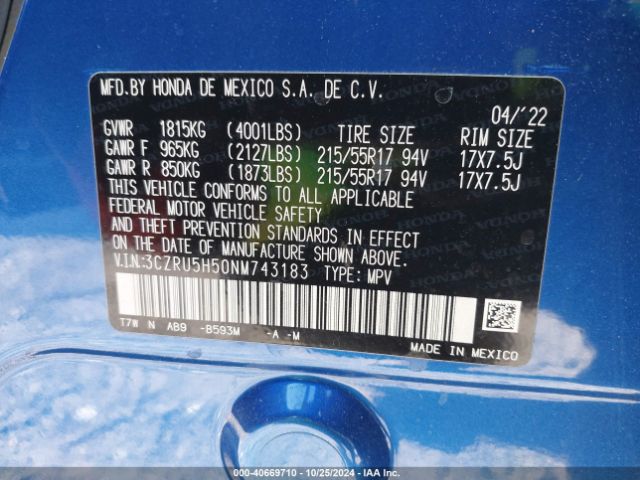 MFD. BY HONDA DE MEXICO S.A. DE C.V.
04/'22
GVWR 1815KG (4001LBS) TIRE SIZE RIM SIZE
GAWR F 965KG (2127LBS) 215/55R17 94V 17X7.5J
GAWR R 850KG (1873LBS) 215/55R17 94V 17X7.5J
THIS VEHICLE CONFORMS TO ALL APPLICABLE
FEDERAL MOTOR VEHICLE SAFETY
AND THEFT PREVENTION STANDARDS
IN EFFECT ON THE DATE OF MANUFACTURE SHOWN ABOVE.
V.I.N.:3CZRU5H50NM743183 TYPE: MPV
T7W N AB9 -B593M -A -M
MADE IN MEXICO
000-40669710 - 10/25/2024 - IAA Inc.